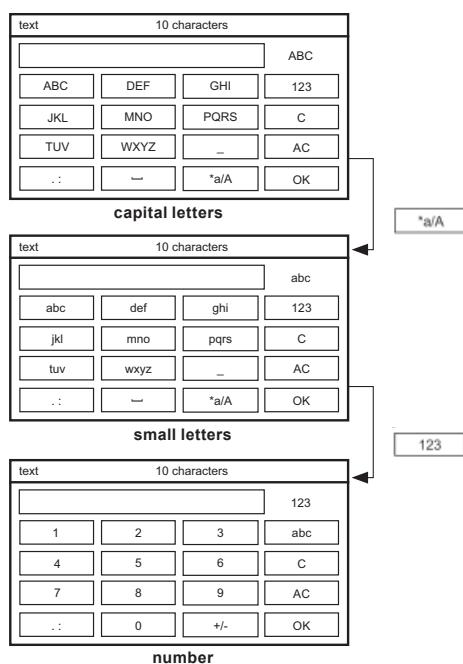 text 10 characters
ABC
ABC DEF GHI 123
JKL MNO PQRS C
TUV WXYZ _ AC
. : ⎵ *a/A OK
capital letters
*a/A
text 10 characters
abc
abc def ghi 123
jkl mno pqrs C
tuv wxyz _ AC
. : ⎵ *a/A OK
small letters
123
text 10 characters
123
1 2 3 abc
4 5 6 C
7 8 9 AC
. : 0 +/- OK
number